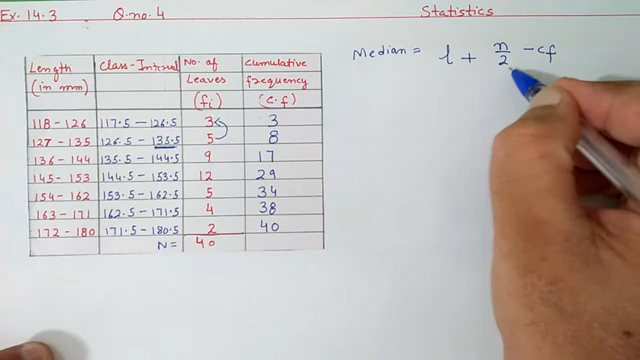 Ex. 14.3 Q.no. 4 Statistics
Length (in mm) Class-Interval No. of Leaves (fi) Cumulative frequency (c.f)
118-126 117.5-126.5 3 3
127-135 126.5-135.5 5 8
136-144 135.5-144.5 9 17
145-153 144.5-153.5 12 29
154-162 153.5-162.5 5 34
163-171 162.5-171.5 4 38
172-180 171.5-180.5 2 40
N= 40
Median = l + n/2 - cf